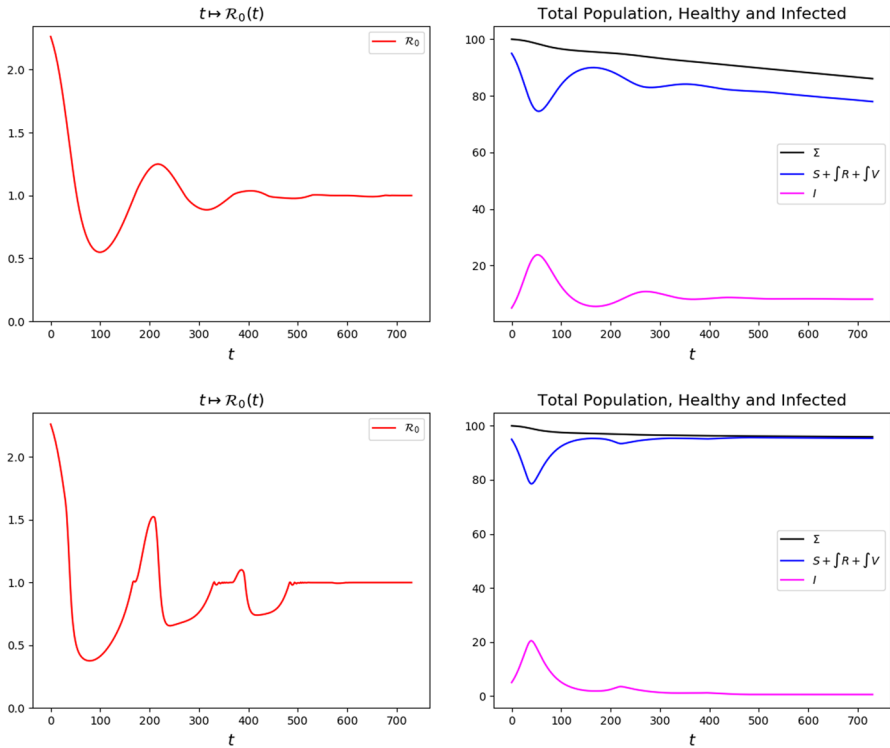 t ↦ ℛ₀(t)
ℛ₀
2.0
1.5
1.0
0.5
0.0
0 100 200 300 400 500 600 700
t
Total Population, Healthy and Infected
100
80
60
40
20
Σ
S + ∫R + ∫V
I
0 100 200 300 400 500 600 700
t
t ↦ ℛ₀(t)
ℛ₀
2.0
1.5
1.0
0.5
0.0
0 100 200 300 400 500 600 700
t
Total Population, Healthy and Infected
100
80
60
40
20
0
Σ
S + ∫R + ∫V
I
0 100 200 300 400 500 600 700
t